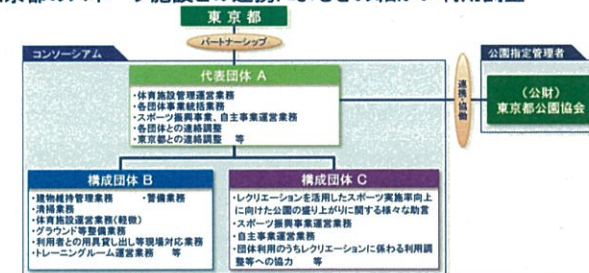 東京都
パートナーシップ
コンソーシアム
公園指定管理者
代表団体 A
・体育施設管理運営業務
・各団体事業統括業務
・スポーツ振興事業、自主事業運営業務
・各団体との連絡調整
・東京都との連絡調整 等
連携・協働
(公財)
東京都公園協会
構成団体 B
・建物維持管理業務 ・警備業務
・清掃業務
・体育施設運営業務(軽微)
・グラウンド等整備業務
・利用者との用具貸し出し等現場対応業務
・トレーニングルーム運営業務 等
構成団体 C
・レクリエーションを活用したスポーツ実施率向上
に向けた公園の盛り上がりに関する様々な助言
・スポーツ振興事業運営業務
・自主事業運営業務
・団体利用のうちレクリエーションに係わる利用調
整等への協力 等